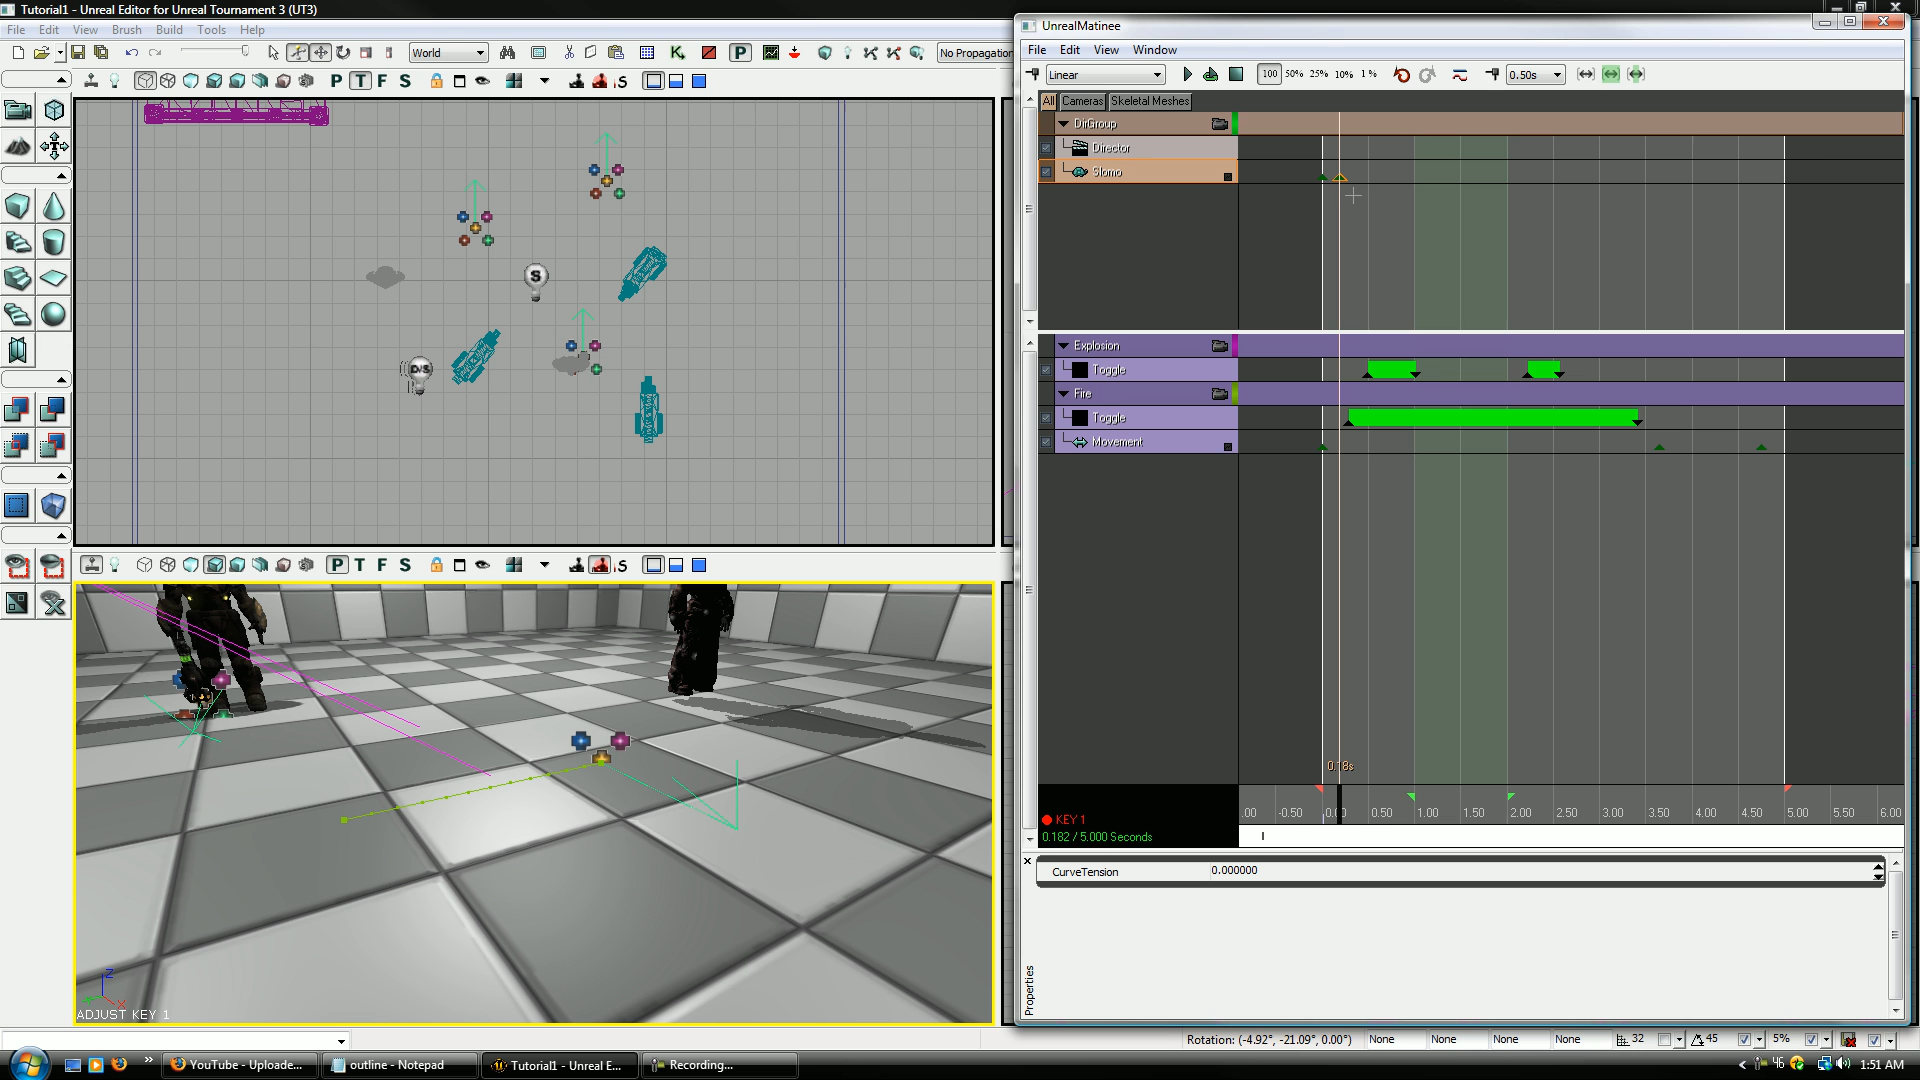 Tutorial1 - Unreal Editor for Unreal Tournament 3 (UT3)
File Edit View Brush Build Tools Help
World
No Propagation
P T F S
S
S
D/S
P T F S
S
ADJUST KEY 1
Z
X
UnrealMatinee
File Edit View Window
Linear
100 50% 25% 10% 1 %
0.50s
All Cameras Skeletal Meshes
DirGroup
Director
Slomo
Explosion
Toggle
Fire
Toggle
Movement
0.18s
.00 -0.50 0.00 0.50 1.00 1.50 2.00 2.50 3.00 3.50 4.00 4.50 5.00 5.50 6.00
KEY 1
0.182 / 5.000 Seconds
CurveTension 0.000000
Properties
Rotation: (-4.92°, -21.09°, 0.00°) None None None None 32 45 5%
YouTube - Uploade...
outline - Notepad
Tutorial1 - Unreal E...
Recording...
1:51 AM